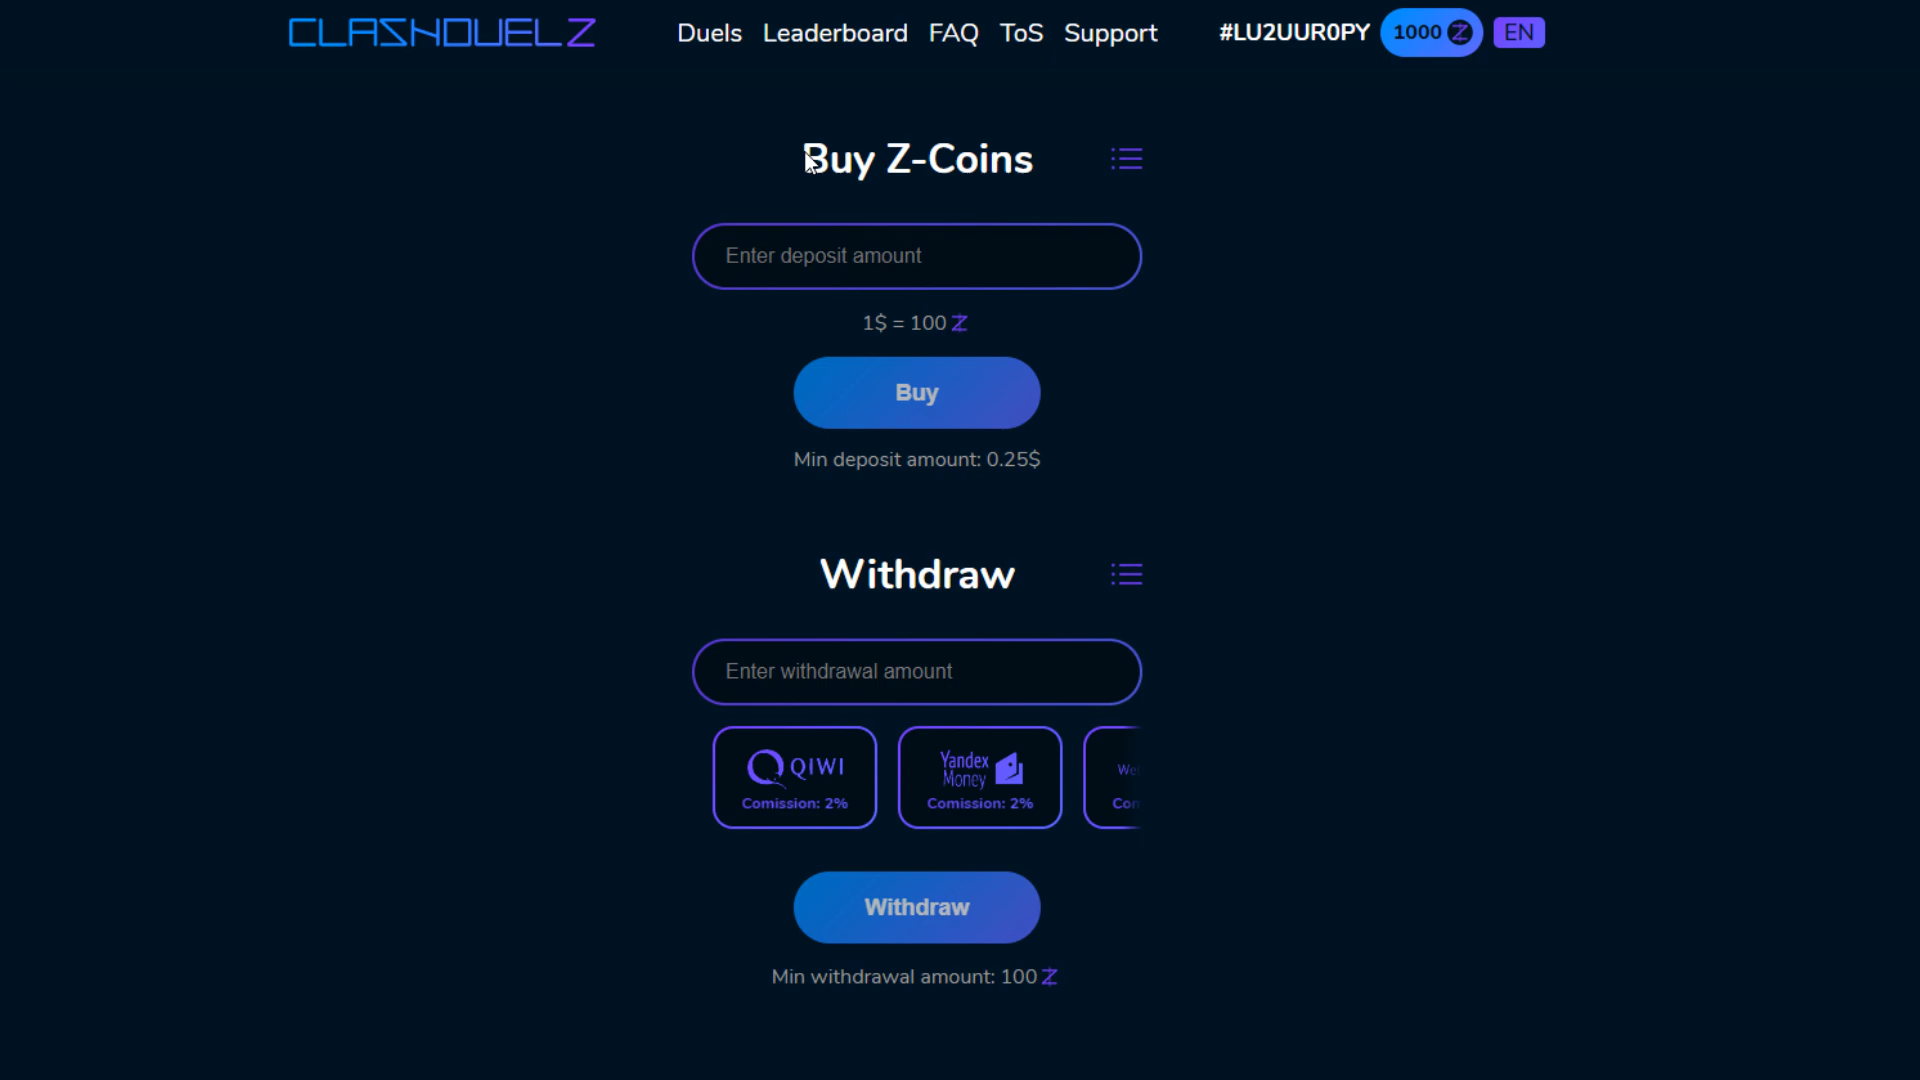 CLASHDUELZ Duels Leaderboard FAQ ToS Support #LU2UUR0PY 1000 EN
Buy Z-Coins
Enter deposit amount
1$ = 100
Buy
Min deposit amount: 0.25$
Withdraw
Enter withdrawal amount
QIWI
Comission: 2%
Yandex
Money
Comission: 2%
Withdraw
Min withdrawal amount: 100